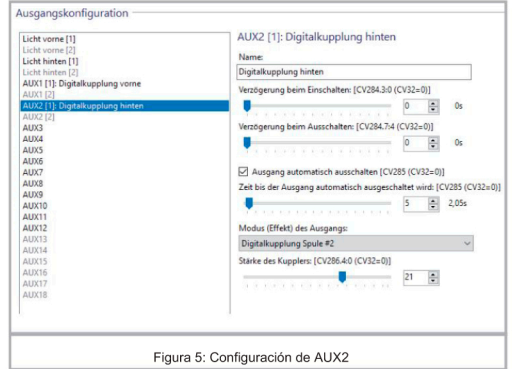 Ausgangskonfiguration
Licht vorne [1]
Licht vorne [2]
Licht hinten [1]
Licht hinten [2]
AUX1 [1]: Digitalkupplung vorne
AUX1 [2]
AUX2 [1]: Digitalkupplung hinten
AUX2 [2]
AUX3
AUX4
AUX5
AUX6
AUX7
AUX8
AUX9
AUX10
AUX11
AUX12
AUX13
AUX14
AUX15
AUX16
AUX17
AUX18
AUX2 [1]: Digitalkupplung hinten
Name:
Digitalkupplung hinten
Verzögerung beim Einschalten: [CV284.3:0 (CV32=0)]
0 0s
Verzögerung beim Ausschalten: [CV284.7:4 (CV32=0)]
0 0s
Ausgang automatisch ausschalten [CV285 (CV32=0)]
Zeit bis der Ausgang automatisch ausgeschaltet wird: [CV285 (CV32=0)]
5 2,05s
Modus (Effekt) des Ausgangs:
Digitalkupplung Spule #2
Stärke des Kupplers: [CV286.4:0 (CV32=0)]
21
Figura 5: Configuración de AUX2